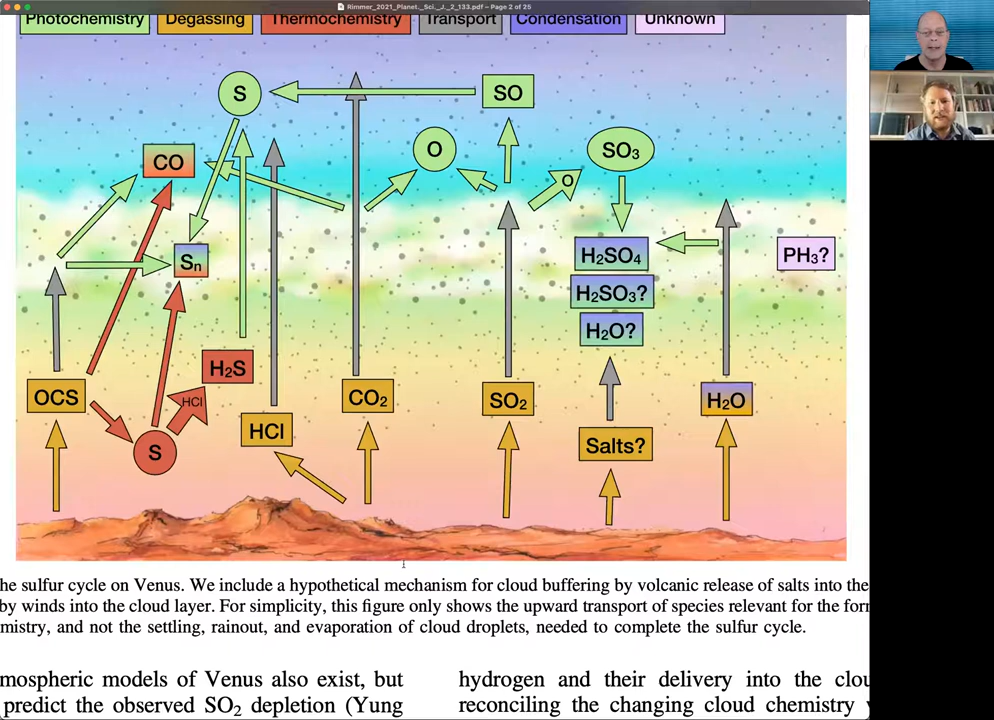 Rimmer_2021_Planet._Sci._J._2_133.pdf – Page 2 of 25
Photochemistry
Degassing
Thermochemistry
Transport
Condensation
Unknown
S
SO
O
SO3
CO
O
Sn
H2SO4
PH3?
H2SO3?
H2O?
H2S
OCS
HCl
CO2
SO2
H2O
HCl
Salts?
S
he sulfur cycle on Venus. We include a hypothetical mechanism for cloud buffering by volcanic release of salts into the
by winds into the cloud layer. For simplicity, this figure only shows the upward transport of species relevant for the forr
mistry, and not the settling, rainout, and evaporation of cloud droplets, needed to complete the sulfur cycle.
mospheric models of Venus also exist, but
predict the observed SO2 depletion (Yung
hydrogen and their delivery into the clou
reconciling the changing cloud chemistry